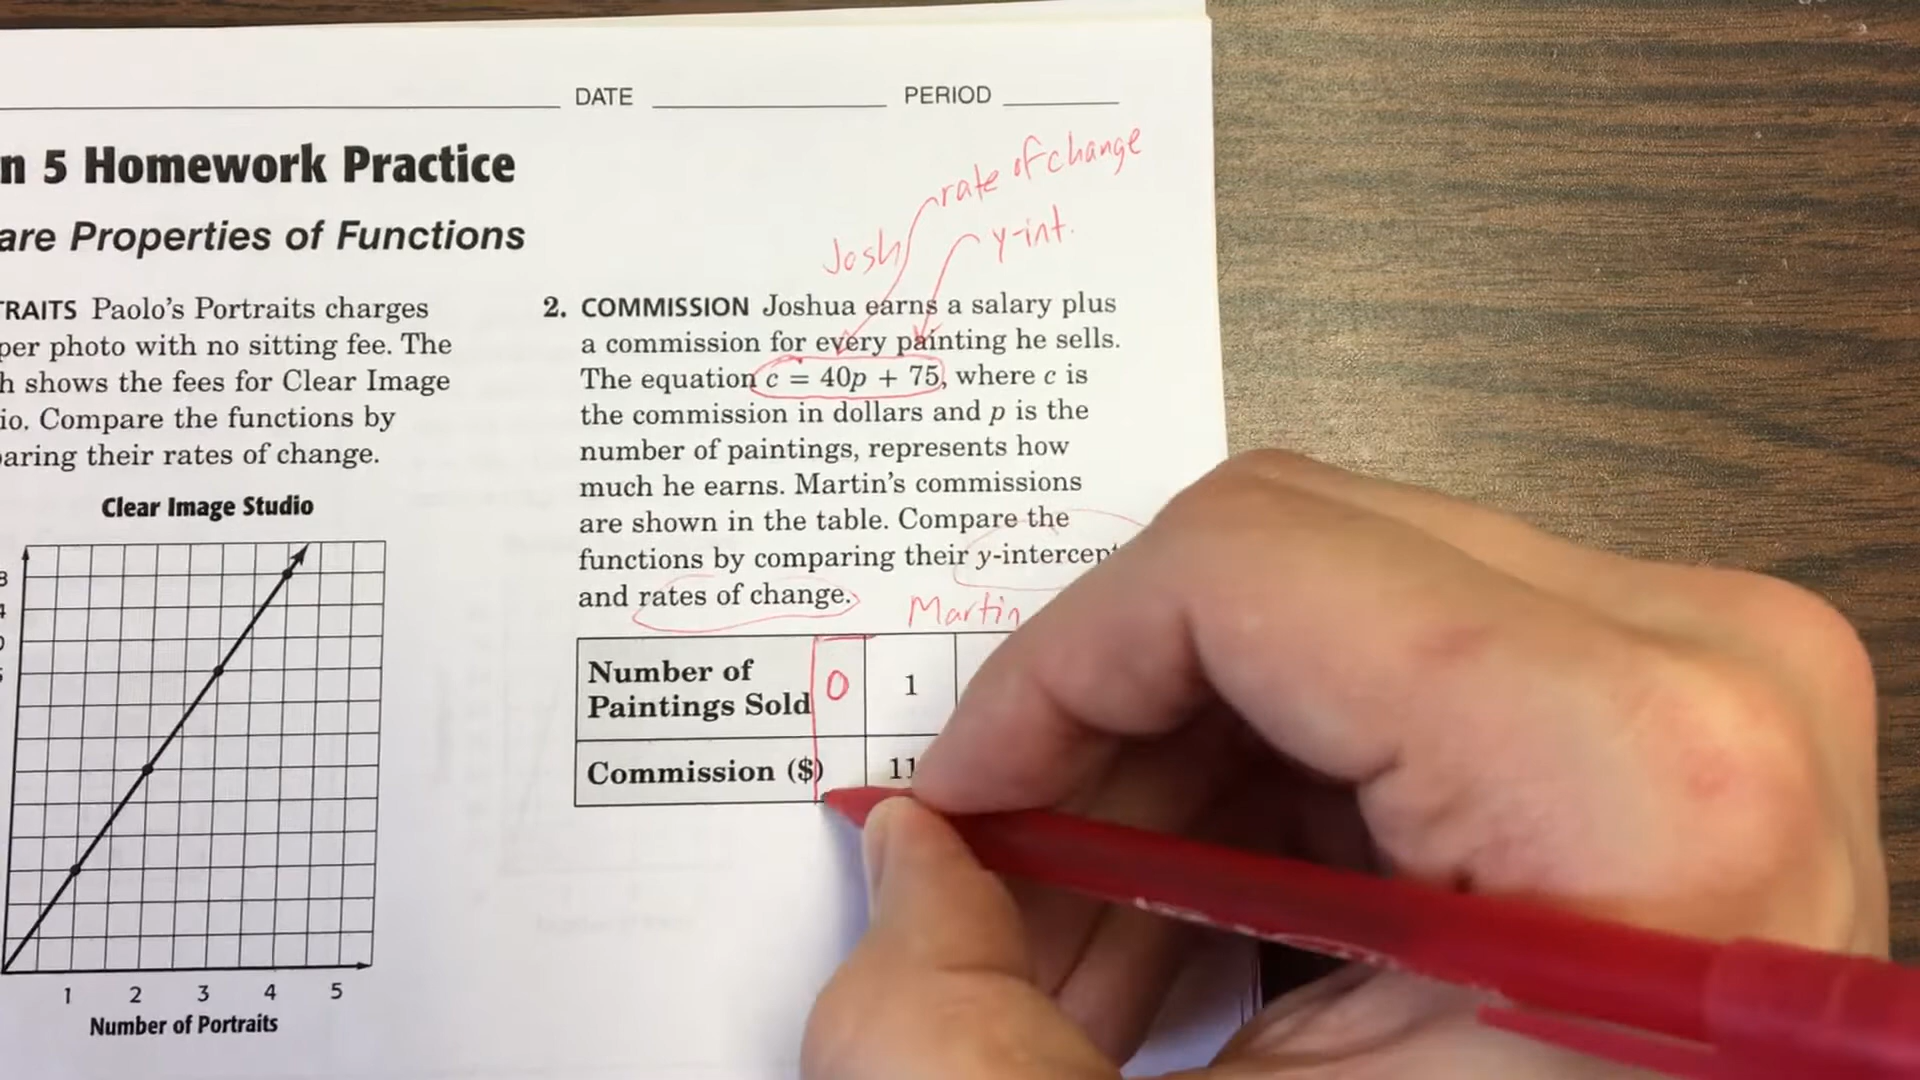 DATE PERIOD
n 5 Homework Practice
are Properties of Functions
rate of change
y-int.
Josh
TRAITS Paolo's Portraits charges
per photo with no sitting fee. The
h shows the fees for Clear Image
io. Compare the functions by
aring their rates of change.
Clear Image Studio
1 2 3 4 5
Number of Portraits
2. COMMISSION Joshua earns a salary plus
a commission for every painting he sells.
The equation c = 40p + 75, where c is
the commission in dollars and p is the
number of paintings, represents how
much he earns. Martin's commissions
are shown in the table. Compare the
functions by comparing their y-intercept
and rates of change.
Martin
Number of
Paintings Sold 0 1
Commission ($) 11